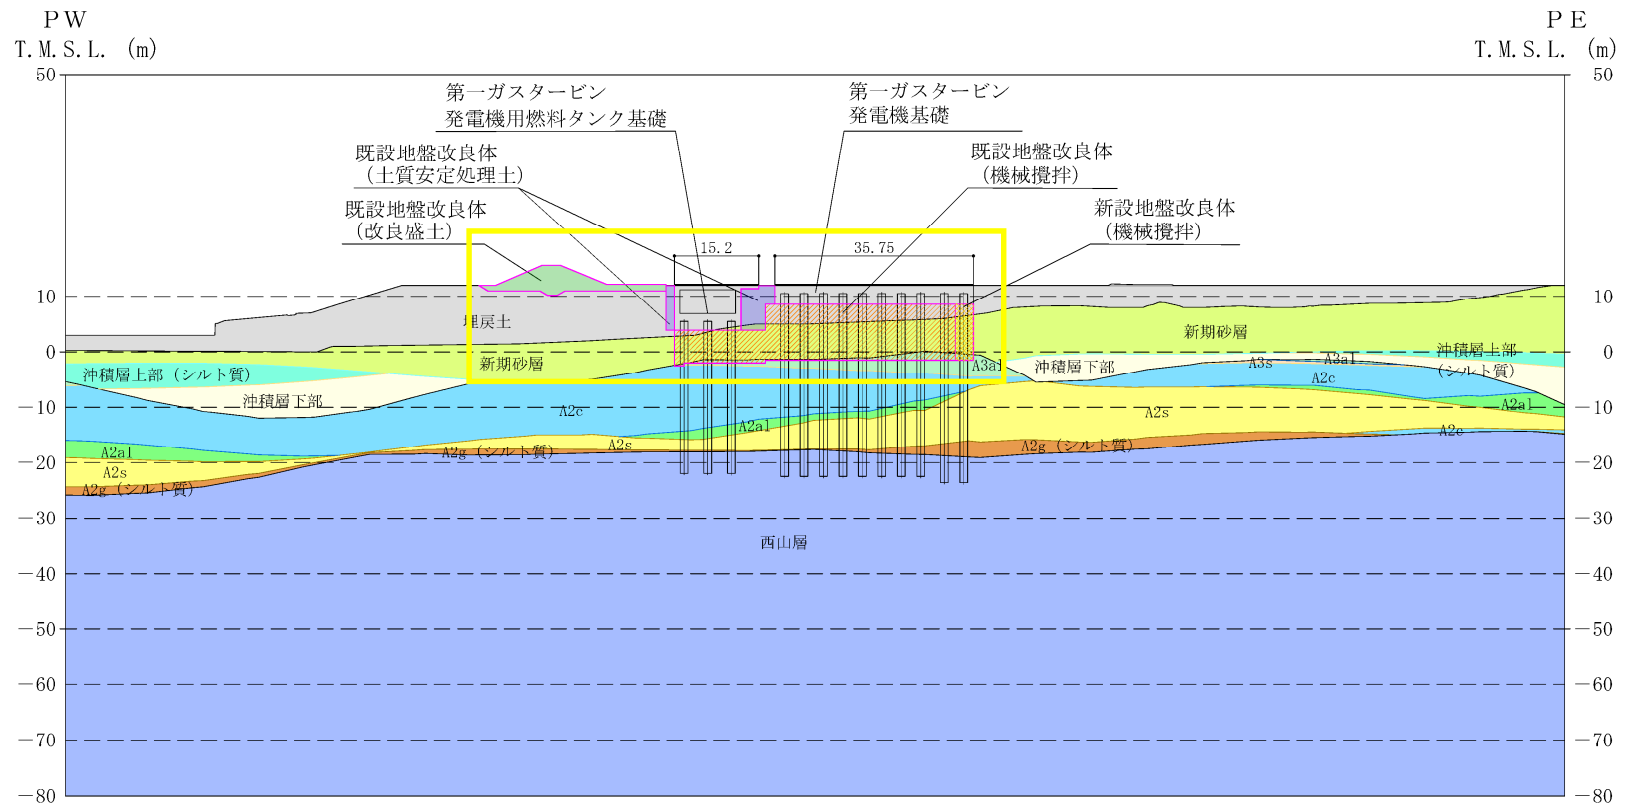 PW
T.M.S.L. (m)
PE
T.M.S.L. (m)
50
50
第一ガスタービン
発電機用燃料タンク基礎
第一ガスタービン
発電機基礎
既設地盤改良体
（土質安定処理土）
既設地盤改良体
（機械攪拌）
既設地盤改良体
（改良盛土）
新設地盤改良体
（機械攪拌）
15.2
35.75
10
10
埋戻土
新期砂層
0
0
新期砂層
沖積層上部
（シルト質）
A3s
A3al
A3al
沖積層下部
沖積層上部（シルト質）
A2c
沖積層下部
A2c
A2al
A2s
−10
−10
A2al
A2c
A2al
A2s
A2g（シルト質）
A2g（シルト質）
A2s
−20
−20
A2g（シルト質）
−30
−30
西山層
−40
−40
−50
−50
−60
−60
−70
−70
−80
−80